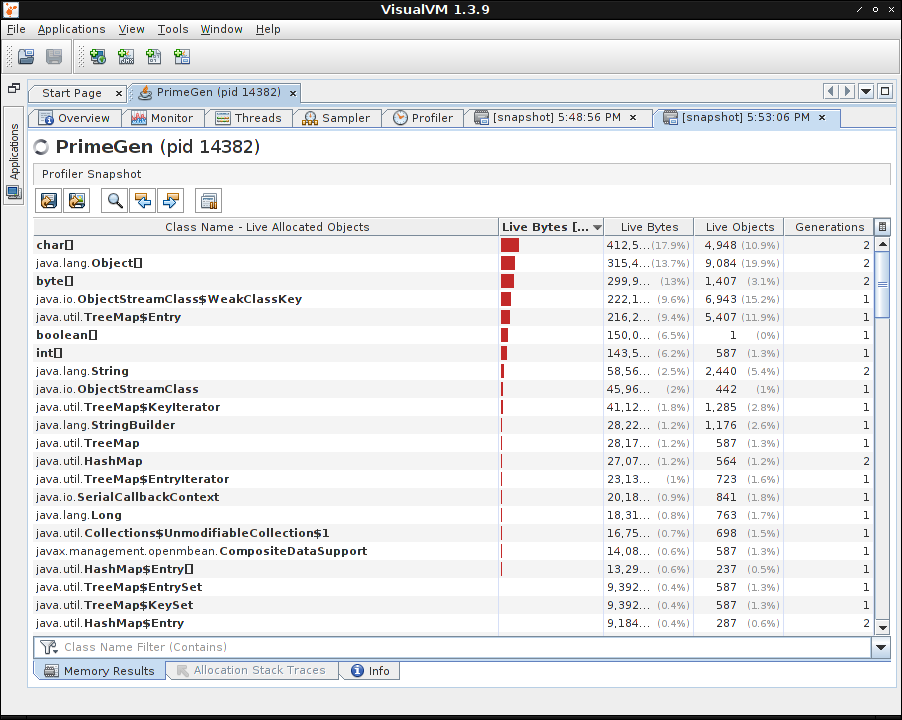 VisualVM 1.3.9
File Applications View Tools Window Help
Start Page PrimeGen (pid 14382)
Applications
Overview Monitor Threads Sampler Profiler [snapshot] 5:48:56 PM [snapshot] 5:53:06 PM
PrimeGen (pid 14382)
Profiler Snapshot
Class Name - Live Allocated Objects Live Bytes [... Live Bytes Live Objects Generations
char[] 412,5... (17.9%) 4,948 (10.9%) 2
java.lang.Object[] 315,4... (13.7%) 9,084 (19.9%) 2
byte[] 299,9... (13%) 1,407 (3.1%) 2
java.io.ObjectStreamClass$WeakClassKey 222,1... (9.6%) 6,943 (15.2%) 1
java.util.TreeMap$Entry 216,2... (9.4%) 5,407 (11.9%) 1
boolean[] 150,0... (6.5%) 1 (0%) 1
int[] 143,5... (6.2%) 587 (1.3%) 1
java.lang.String 58,56... (2.5%) 2,440 (5.4%) 2
java.io.ObjectStreamClass 45,96... (2%) 442 (1%) 1
java.util.TreeMap$KeyIterator 41,12... (1.8%) 1,285 (2.8%) 1
java.lang.StringBuilder 28,22... (1.2%) 1,176 (2.6%) 1
java.util.TreeMap 28,17... (1.2%) 587 (1.3%) 1
java.util.HashMap 27,07... (1.2%) 564 (1.2%) 2
java.util.TreeMap$EntryIterator 23,13... (1%) 723 (1.6%) 1
java.io.SerialCallbackContext 20,18... (0.9%) 841 (1.8%) 1
java.lang.Long 18,31... (0.8%) 763 (1.7%) 1
java.util.Collections$UnmodifiableCollection$1 16,75... (0.7%) 698 (1.5%) 1
javax.management.openmbean.CompositeDataSupport 14,08... (0.6%) 587 (1.3%) 1
java.util.HashMap$Entry[] 13,29... (0.6%) 237 (0.5%) 1
java.util.TreeMap$EntrySet 9,392... (0.4%) 587 (1.3%) 1
java.util.TreeMap$KeySet 9,392... (0.4%) 587 (1.3%) 1
java.util.HashMap$Entry 9,184... (0.4%) 287 (0.6%) 2
Class Name Filter (Contains)
Memory Results Allocation Stack Traces Info